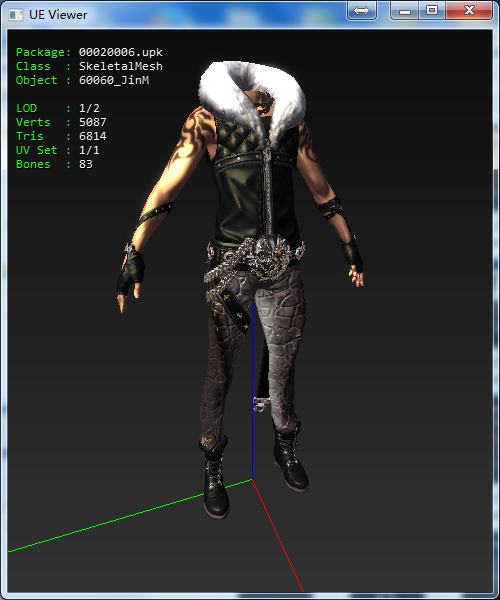 UE Viewer
Package: 00020006.upk
Class : SkeletalMesh
Object : 60060_JinM
LOD : 1/2
Verts : 5087
Tris : 6814
UV Set : 1/1
Bones : 83